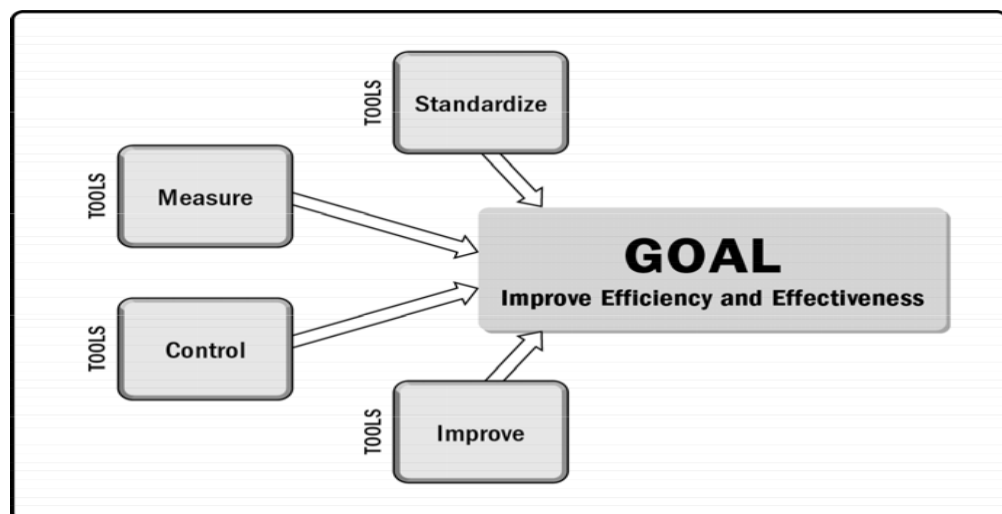 TOOLS
Standardize
TOOLS
Measure
GOAL
Improve Efficiency and Effectiveness
TOOLS
Control
TOOLS
Improve